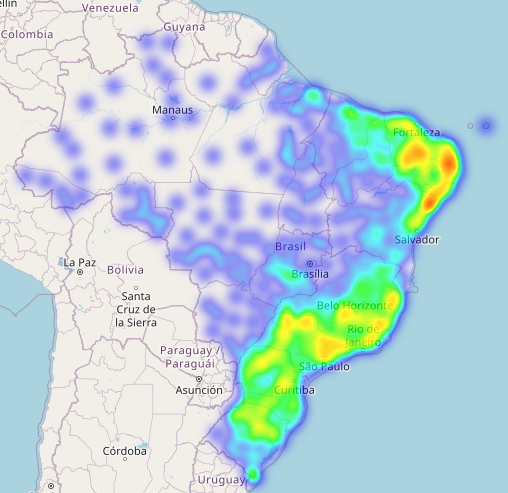 ellín
Venezuela
Guyana
Colombia
Manaus
Fortaleza
Salvador
Brasil
Brasília
La Paz
Bolivia
Santa
Cruz de
la Sierra
Belo Horizonte
Rio de
Janeiro
São Paulo
Paraguay /
Paraguái
Asunción
Curitiba
Córdoba
Uruguay